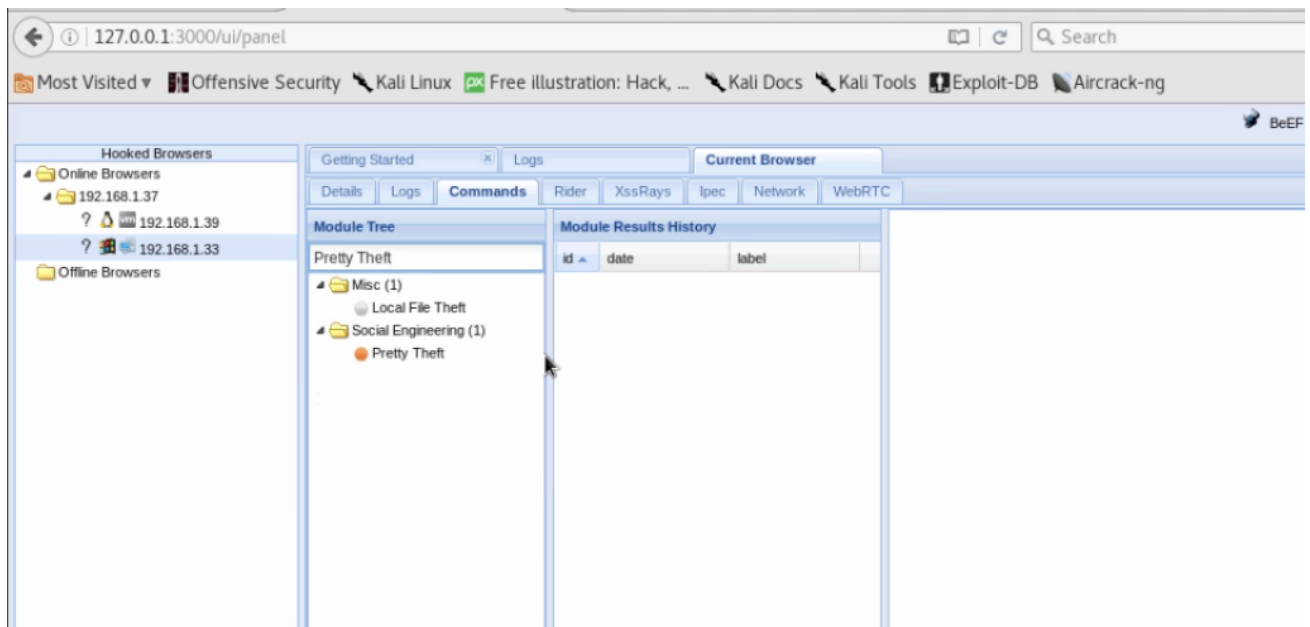 127.0.0.1:3000/ui/panel
Search
Most Visited Offensive Security Kali Linux Free illustration: Hack, ... Kali Docs Kali Tools Exploit-DB Aircrack-ng
BeEF
Hooked Browsers
Online Browsers
192.168.1.37
? vm 192.168.1.39
? 192.168.1.33
Offline Browsers
Getting Started Logs Current Browser
Details Logs Commands Rider XssRays Ipec Network WebRTC
Module Tree
Pretty Theft
Misc (1)
Local File Theft
Social Engineering (1)
Pretty Theft
Module Results History
id date label